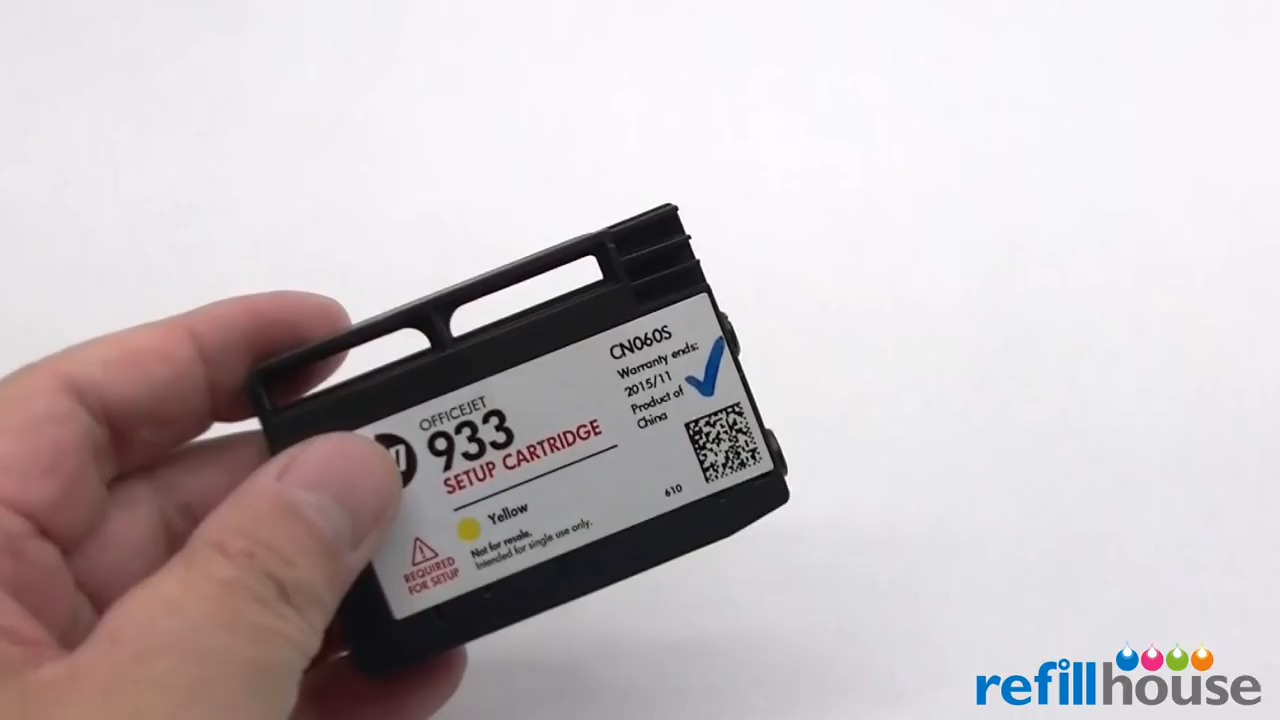 CN060S
Warranty ends:
2015/11
Product of
China
OFFICEJET
933
SETUP CARTRIDGE
Yellow
Not for resale.
Intended for single use only.
610
REQUIRED
FOR SETUP
refillhouse